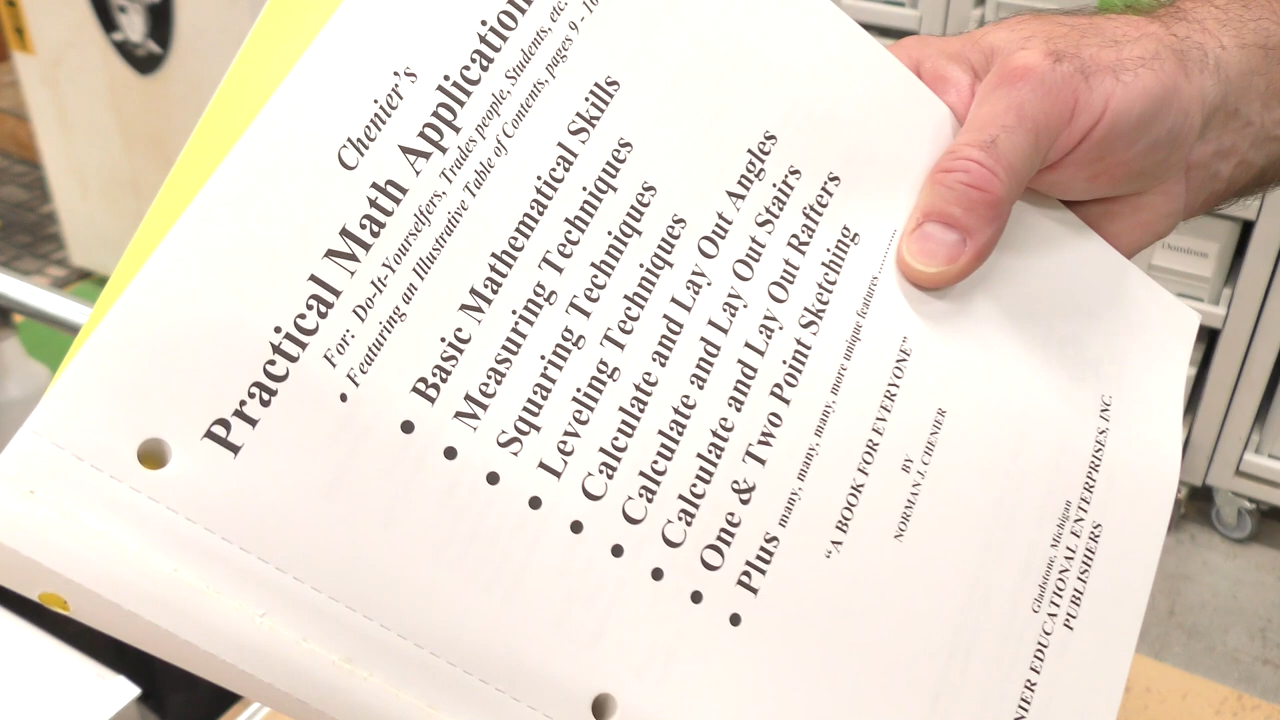 Chenier's
Practical Math Application
For: Do-It-Yourselfers, Trades people, Students, etc.
• Featuring an Illustrative Table of Contents, pages 9 - 10
• Basic Mathematical Skills
• Measuring Techniques
• Squaring Techniques
• Leveling Techniques
• Calculate and Lay Out Angles
• Calculate and Lay Out Stairs
• Calculate and Lay Out Rafters
• One & Two Point Sketching
• Plus many, many, many, more unique features ..........
“A BOOK FOR EVERYONE”
BY
NORMAN J. CHENIER
Gladstone, Michigan
NIER EDUCATIONAL ENTERPRISES, INC.
PUBLISHERS
Dominos